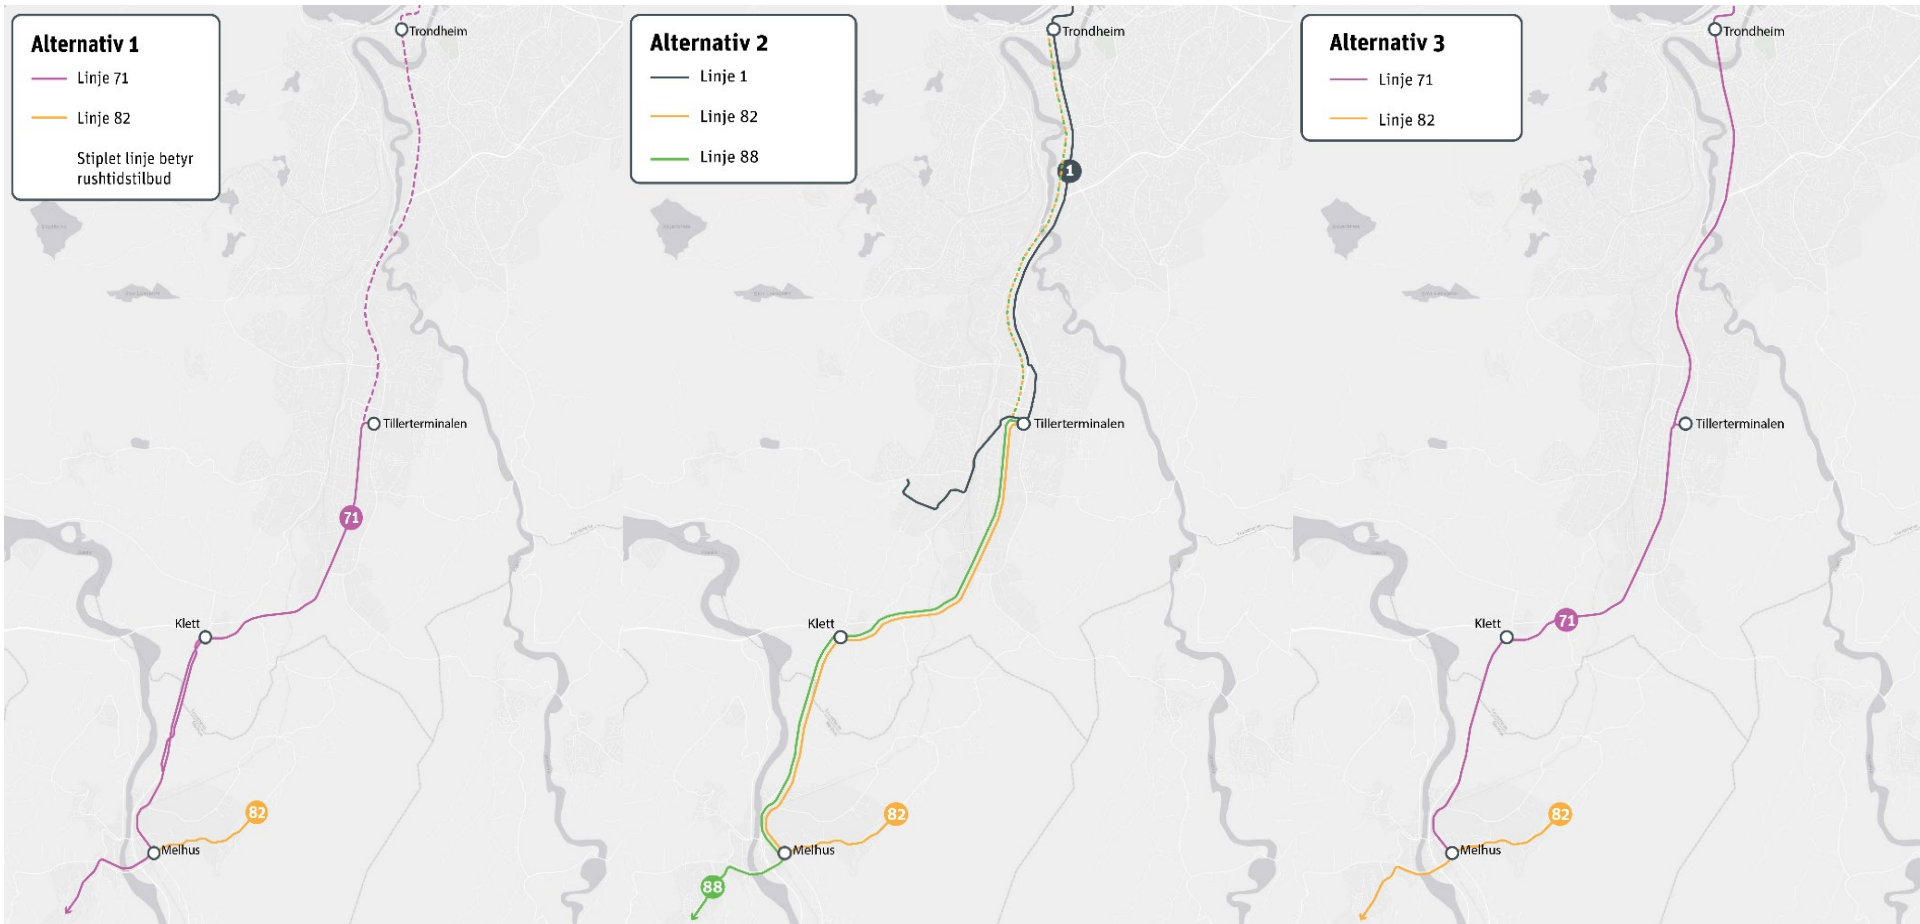 Alternativ 1
Linje 71
Linje 82
Stiplet linje betyr
rushtidstilbud
Trondheim
Tillerterminalen
71
Klett
82
Melhus
Alternativ 2
Linje 1
Linje 82
Linje 88
Trondheim
1
Tillerterminalen
Klett
82
Melhus
88
Alternativ 3
Linje 71
Linje 82
Trondheim
Tillerterminalen
Klett
71
82
Melhus